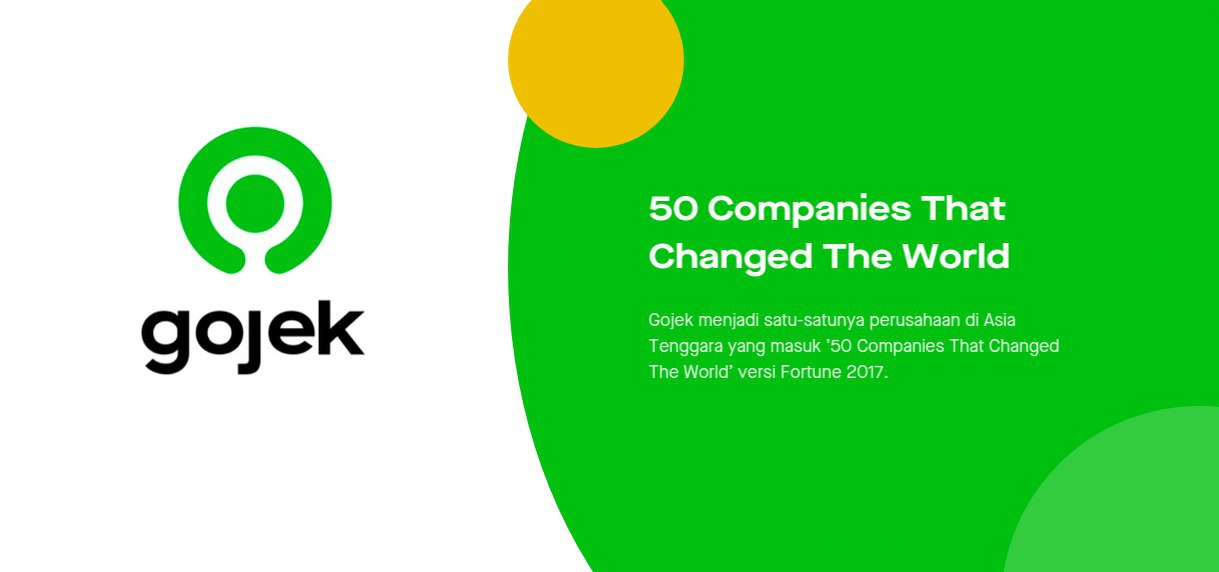 gojek
50 Companies That
Changed The World
Gojek menjadi satu-satunya perusahaan di Asia
Tenggara yang masuk '50 Companies That Changed
The World' versi Fortune 2017.